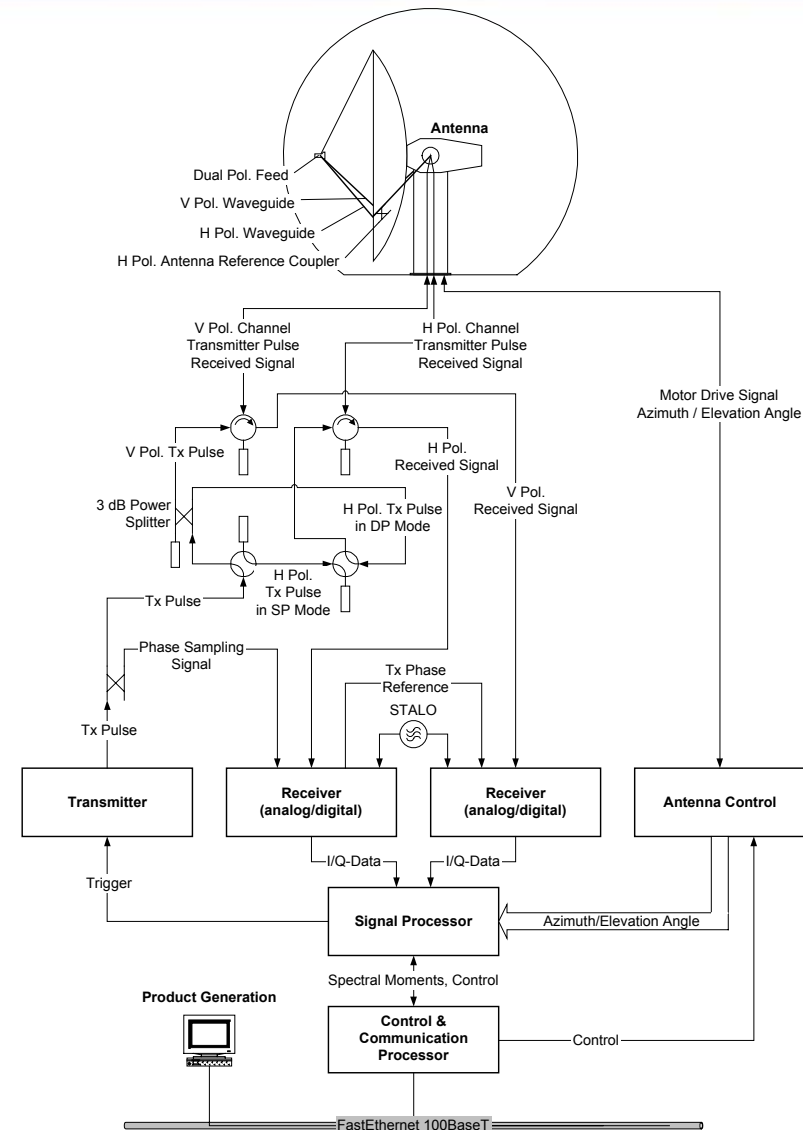 Antenna
Dual Pol. Feed
V Pol. Waveguide
H Pol. Waveguide
H Pol. Antenna Reference Coupler
V Pol. Channel
Transmitter Pulse
Received Signal
H Pol. Channel
Transmitter Pulse
Received Signal
Motor Drive Signal
Azimuth / Elevation Angle
V Pol. Tx Pulse
H Pol.
Received Signal
V Pol.
Received Signal
3 dB Power
Splitter
H Pol. Tx Pulse
in DP Mode
H Pol.
Tx Pulse
in SP Mode
Tx Pulse
Phase Sampling
Signal
Tx Phase
Reference
STALO
Tx Pulse
Transmitter
Receiver
(analog/digital)
Receiver
(analog/digital)
Antenna Control
I/Q-Data
I/Q-Data
Trigger
Signal Processor
Azimuth/Elevation Angle
Spectral Moments, Control
Product Generation
Control &
Communication
Processor
Control
FastEthernet 100BaseT